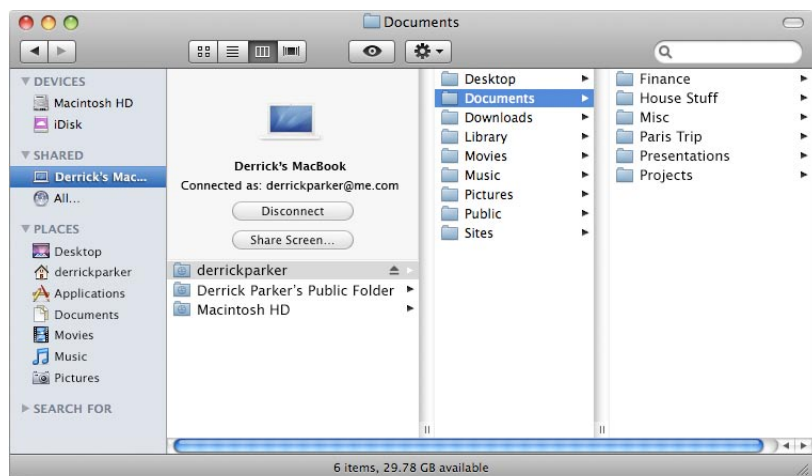 Documents
DEVICES
Macintosh HD
iDisk
SHARED
Derrick's Mac...
All...
PLACES
Desktop
derrickparker
Applications
Documents
Movies
Music
Pictures
SEARCH FOR
Derrick's MacBook
Connected as: derrickparker@me.com
Disconnect
Share Screen...
derrickparker
Derrick Parker's Public Folder
Macintosh HD
Desktop
Documents
Downloads
Library
Movies
Music
Pictures
Public
Sites
Finance
House Stuff
Misc
Paris Trip
Presentations
Projects
6 items, 29.78 GB available